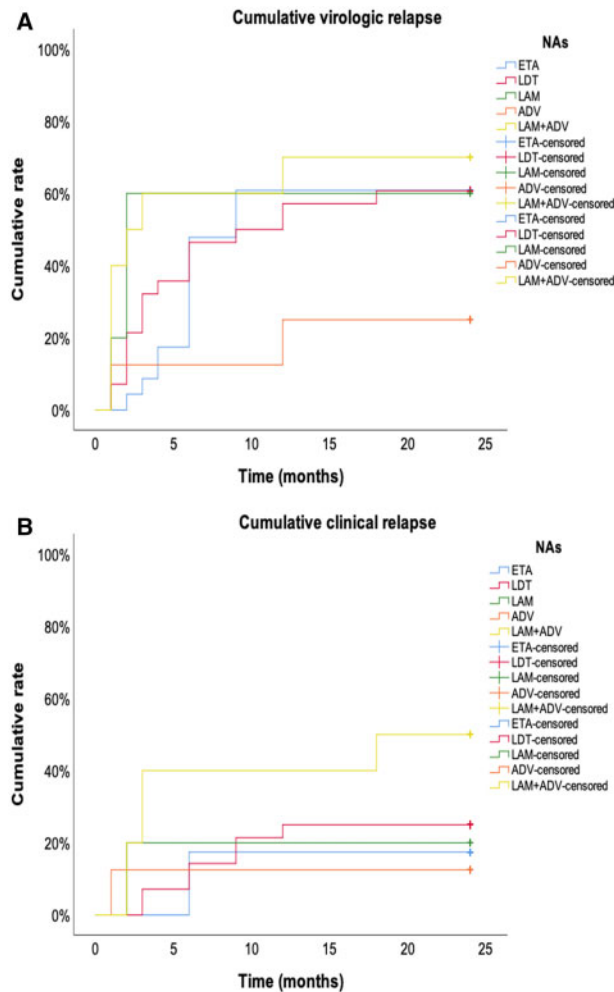 A
Cumulative virologic relapse
NAs
ETA
LDT
LAM
ADV
LAM+ADV
ETA-censored
LDT-censored
LAM-censored
ADV-censored
LAM+ADV-censored
ETA-censored
LDT-censored
LAM-censored
ADV-censored
LAM+ADV-censored
Cumulative rate
100%
80%
60%
40%
20%
0%
0 5 10 15 20 25
Time (months)
B
Cumulative clinical relapse
NAs
ETA
LDT
LAM
ADV
LAM+ADV
ETA-censored
LDT-censored
LAM-censored
ADV-censored
LAM+ADV-censored
ETA-censored
LDT-censored
LAM-censored
ADV-censored
LAM+ADV-censored
Cumulative rate
100%
80%
60%
40%
20%
0%
0 5 10 15 20 25
Time (months)